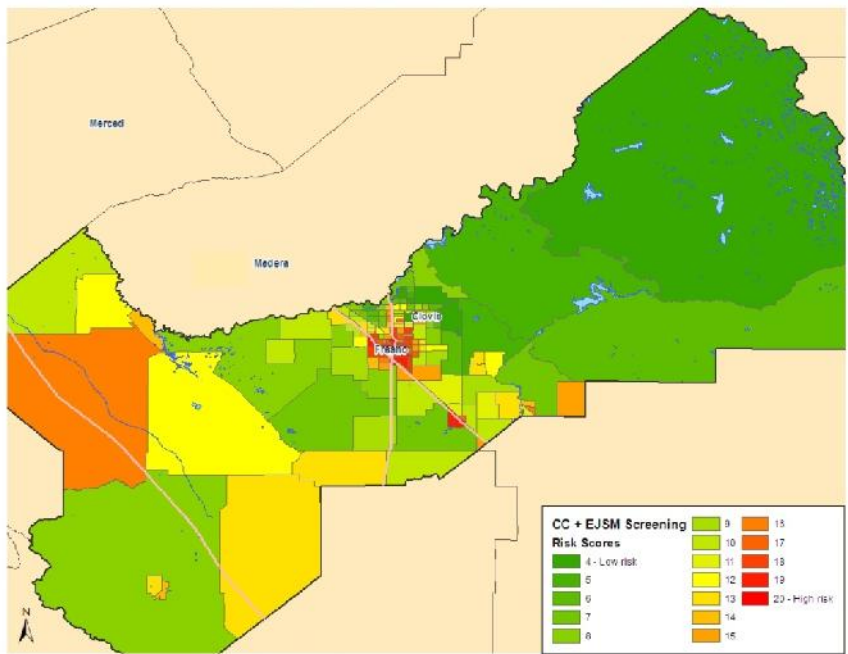 Merced
Madera
Clovis
Fresno
N
CC + EJSM Screening
Risk Scores
4 - Low risk
5
6
7
8
9
10
11
12
13
14
15
16
17
18
19
20 - High risk